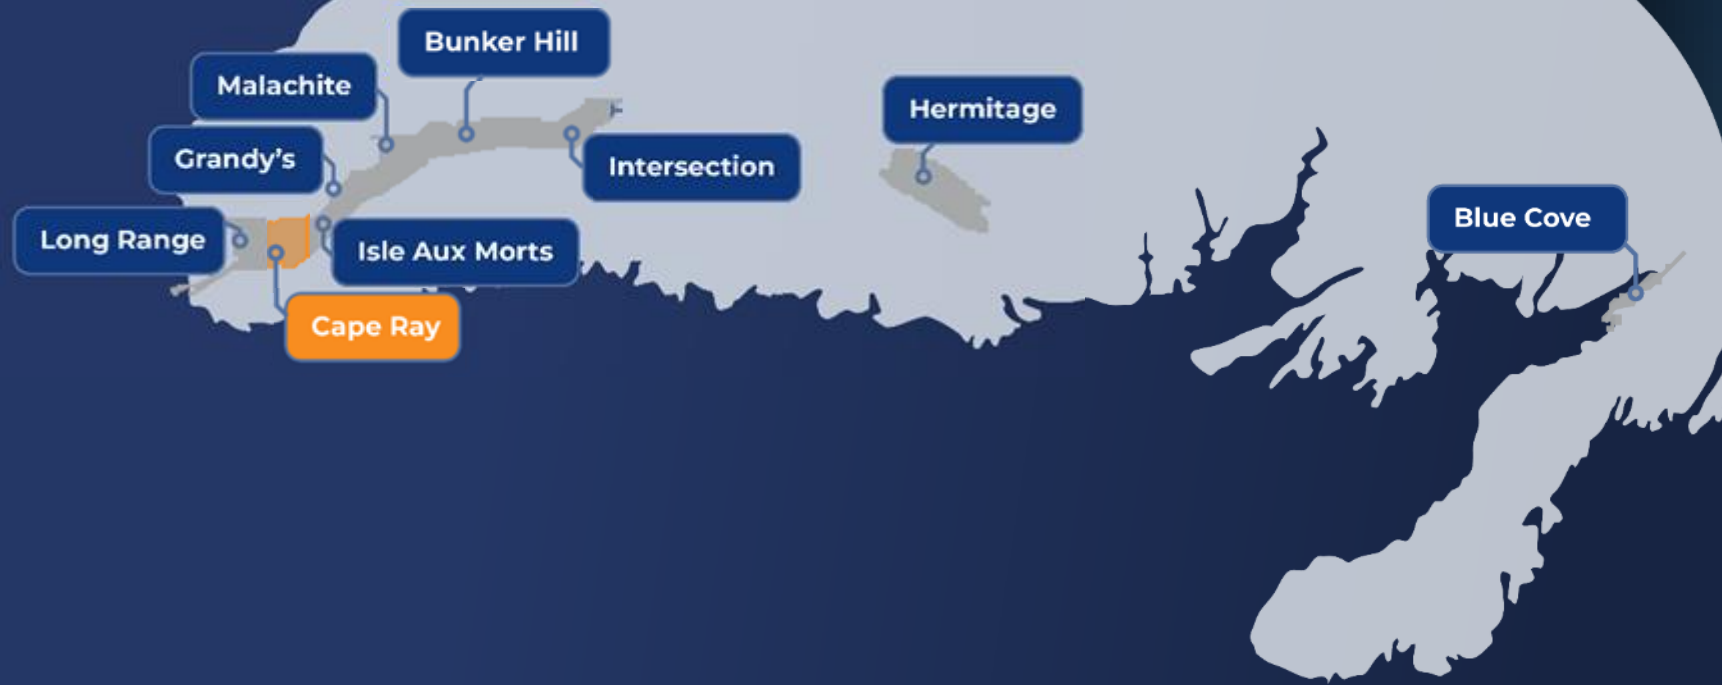 Bunker Hill
Malachite
Hermitage
Grandy's
Intersection
Blue Cove
Long Range
Isle Aux Morts
Cape Ray